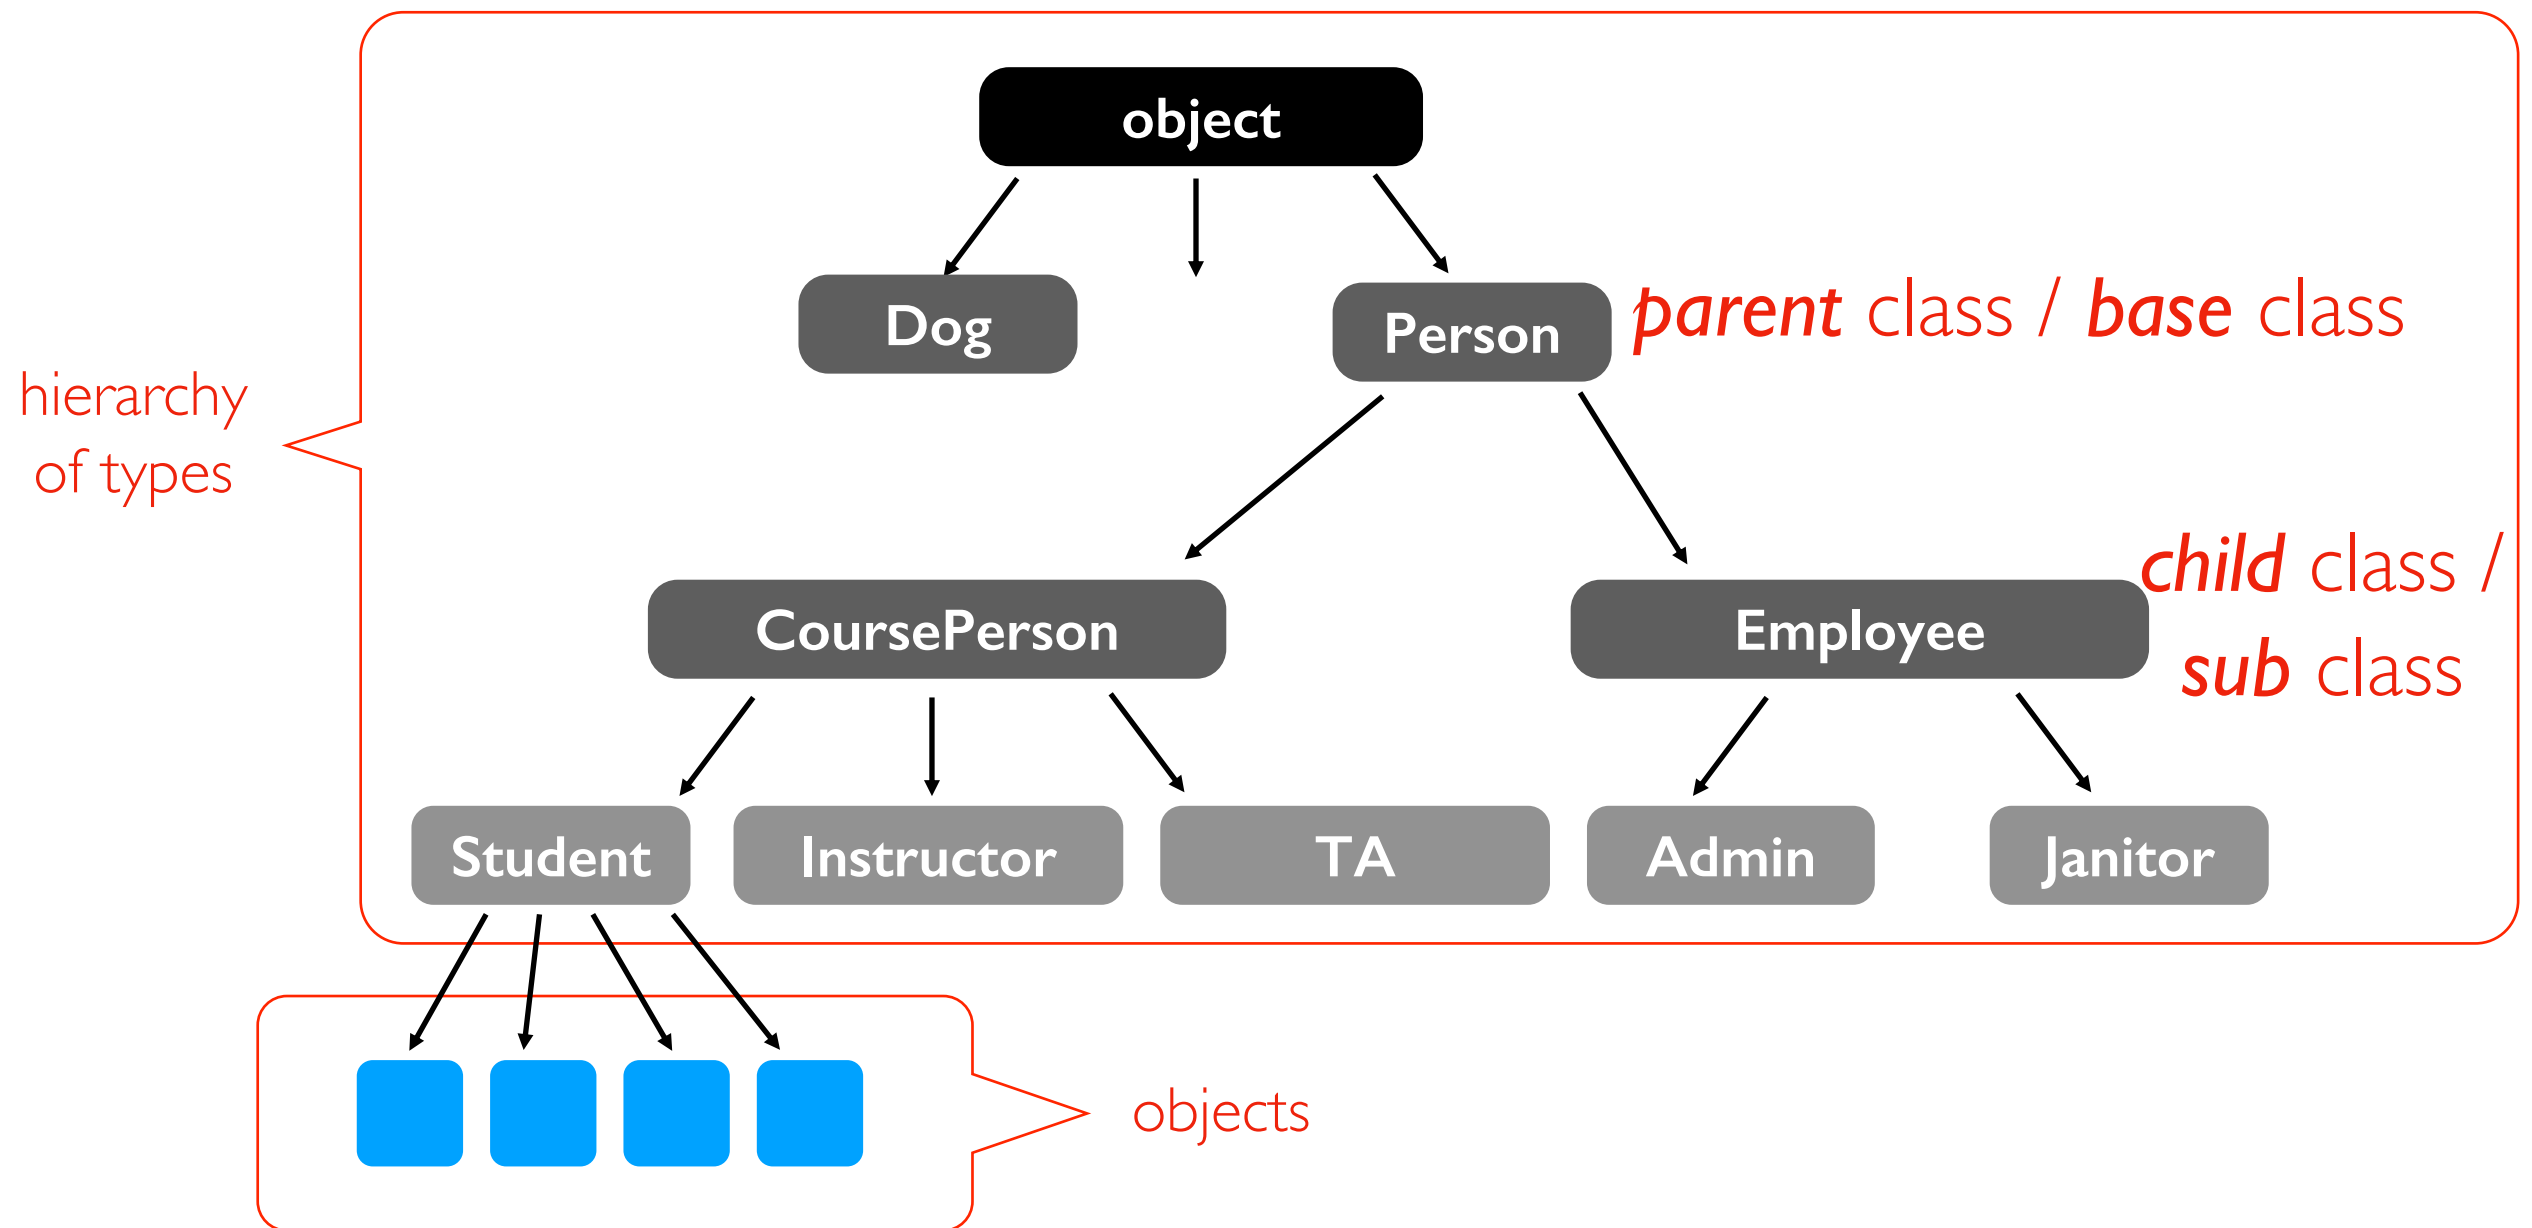 object
Dog
Person
parent class / base class
hierarchy
of types
child class /
sub class
CoursePerson
Employee
Student
Instructor
TA
Admin
Janitor
objects